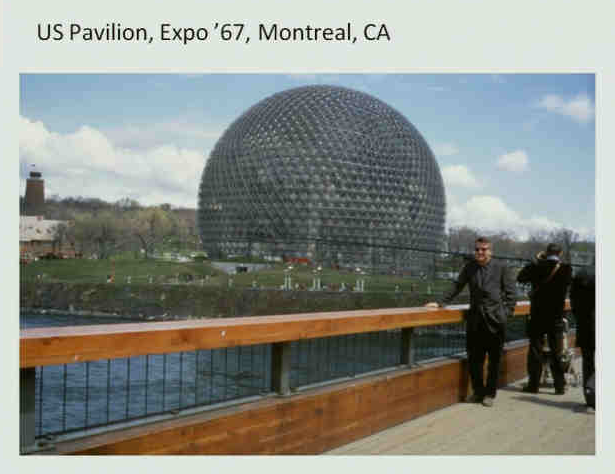 US Pavilion, Expo ’67, Montreal, CA